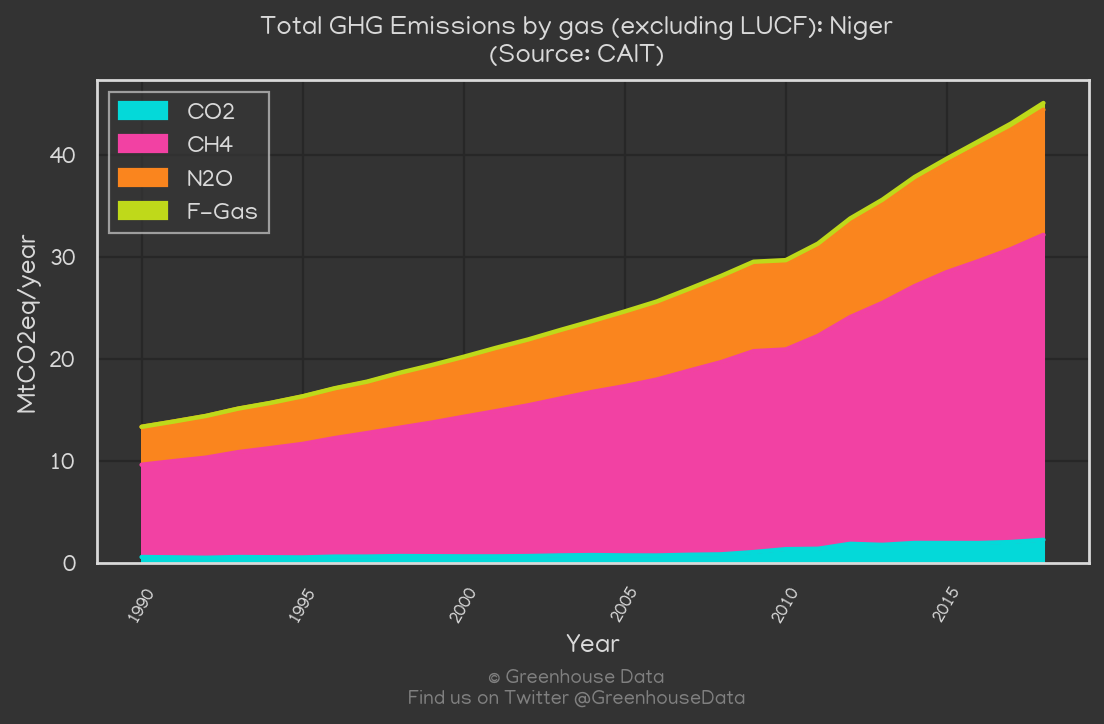 Total GHG Emissions by gas (excluding LUCF): Niger
(Source: CAIT)
CO2
CH4
N2O
F-Gas
MtCO2eq/year
40
30
20
10
0
1990
1995
2000
2005
2010
2015
Year
© Greenhouse Data
Find us on Twitter @GreenhouseData